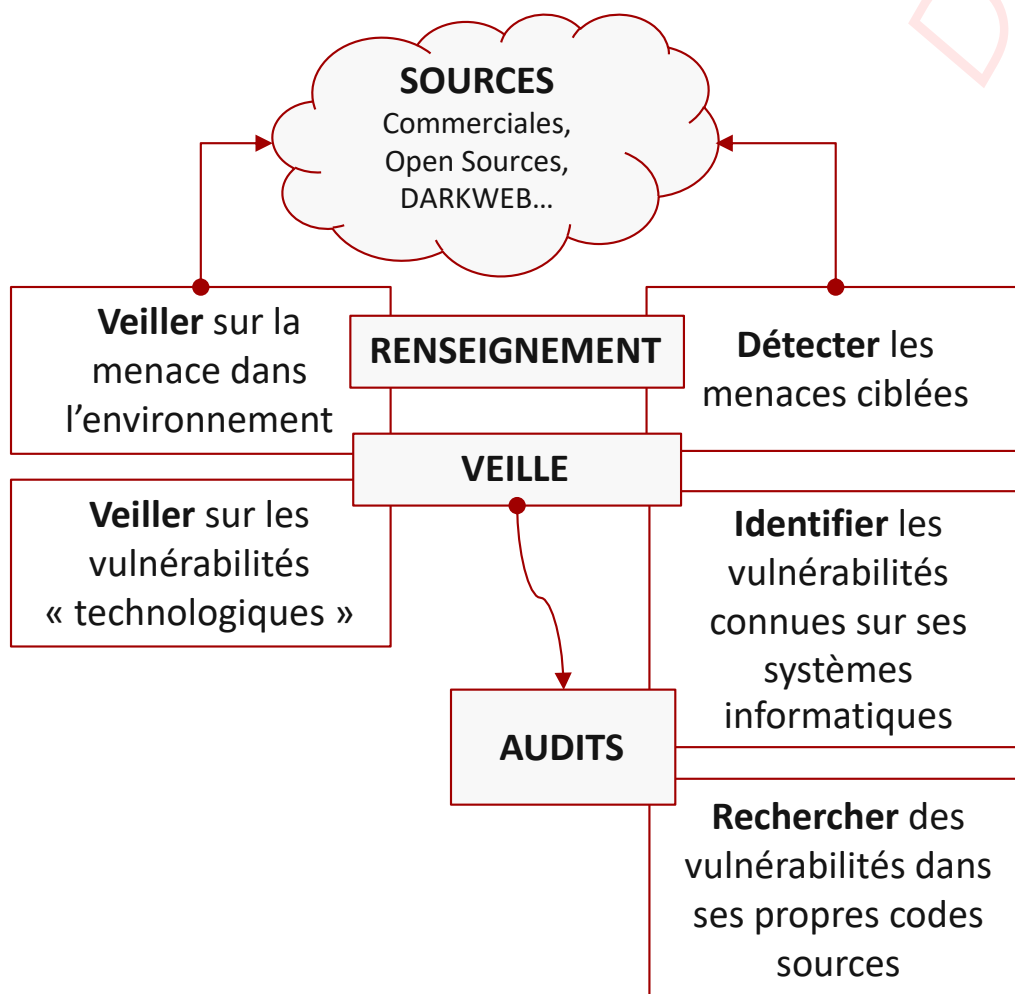 SOURCES
Commerciales,
Open Sources,
DARKWEB...
Veiller sur la
menace dans
l’environnement
RENSEIGNEMENT
Détecter les
menaces ciblées
VEILLE
Veiller sur les
vulnérabilités
« technologiques »
Identifier les
vulnérabilités
connues sur ses
systèmes
informatiques
AUDITS
Rechercher des
vulnérabilités dans
ses propres codes
sources